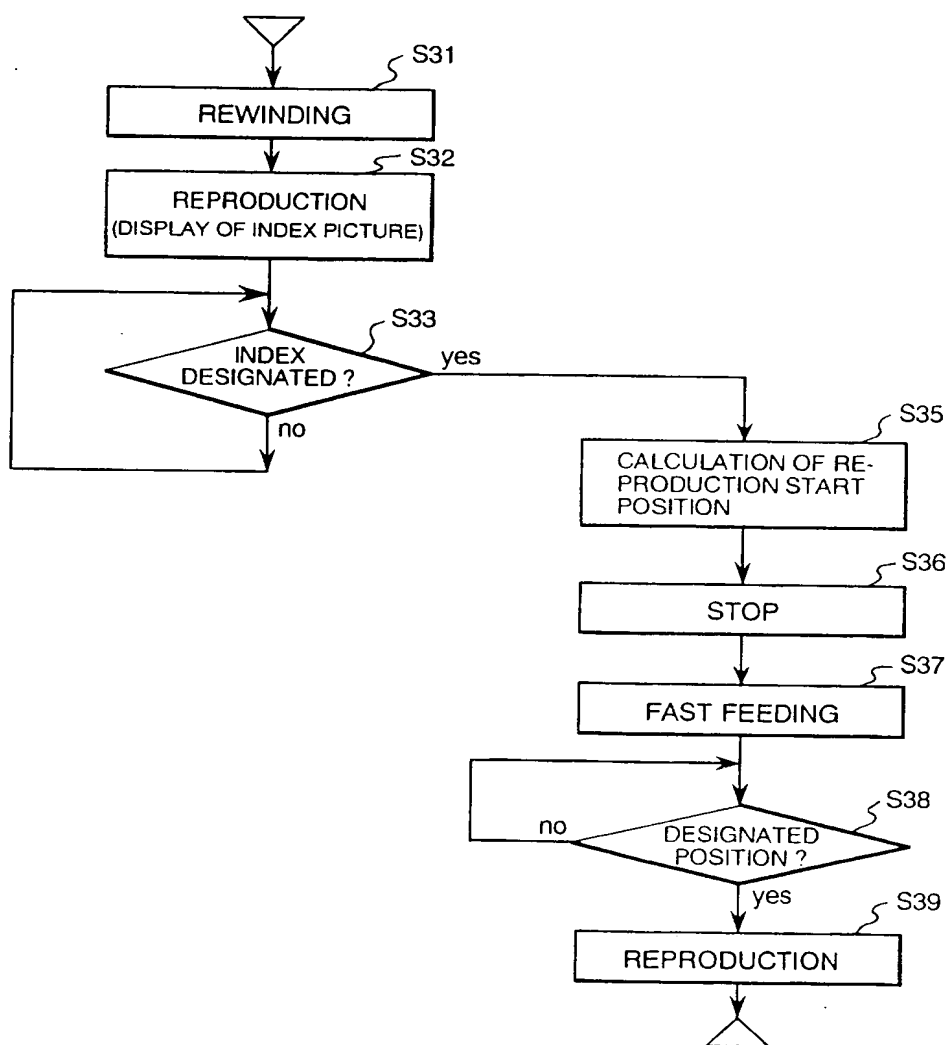 S31
REWINDING
S32
REPRODUCTION
(DISPLAY OF INDEX PICTURE)
S33
INDEX
DESIGNATED ?
yes
no
S35
CALCULATION OF RE-
PRODUCTION START
POSITION
S36
STOP
S37
FAST FEEDING
S38
DESIGNATED
POSITION ?
no
yes
S39
REPRODUCTION